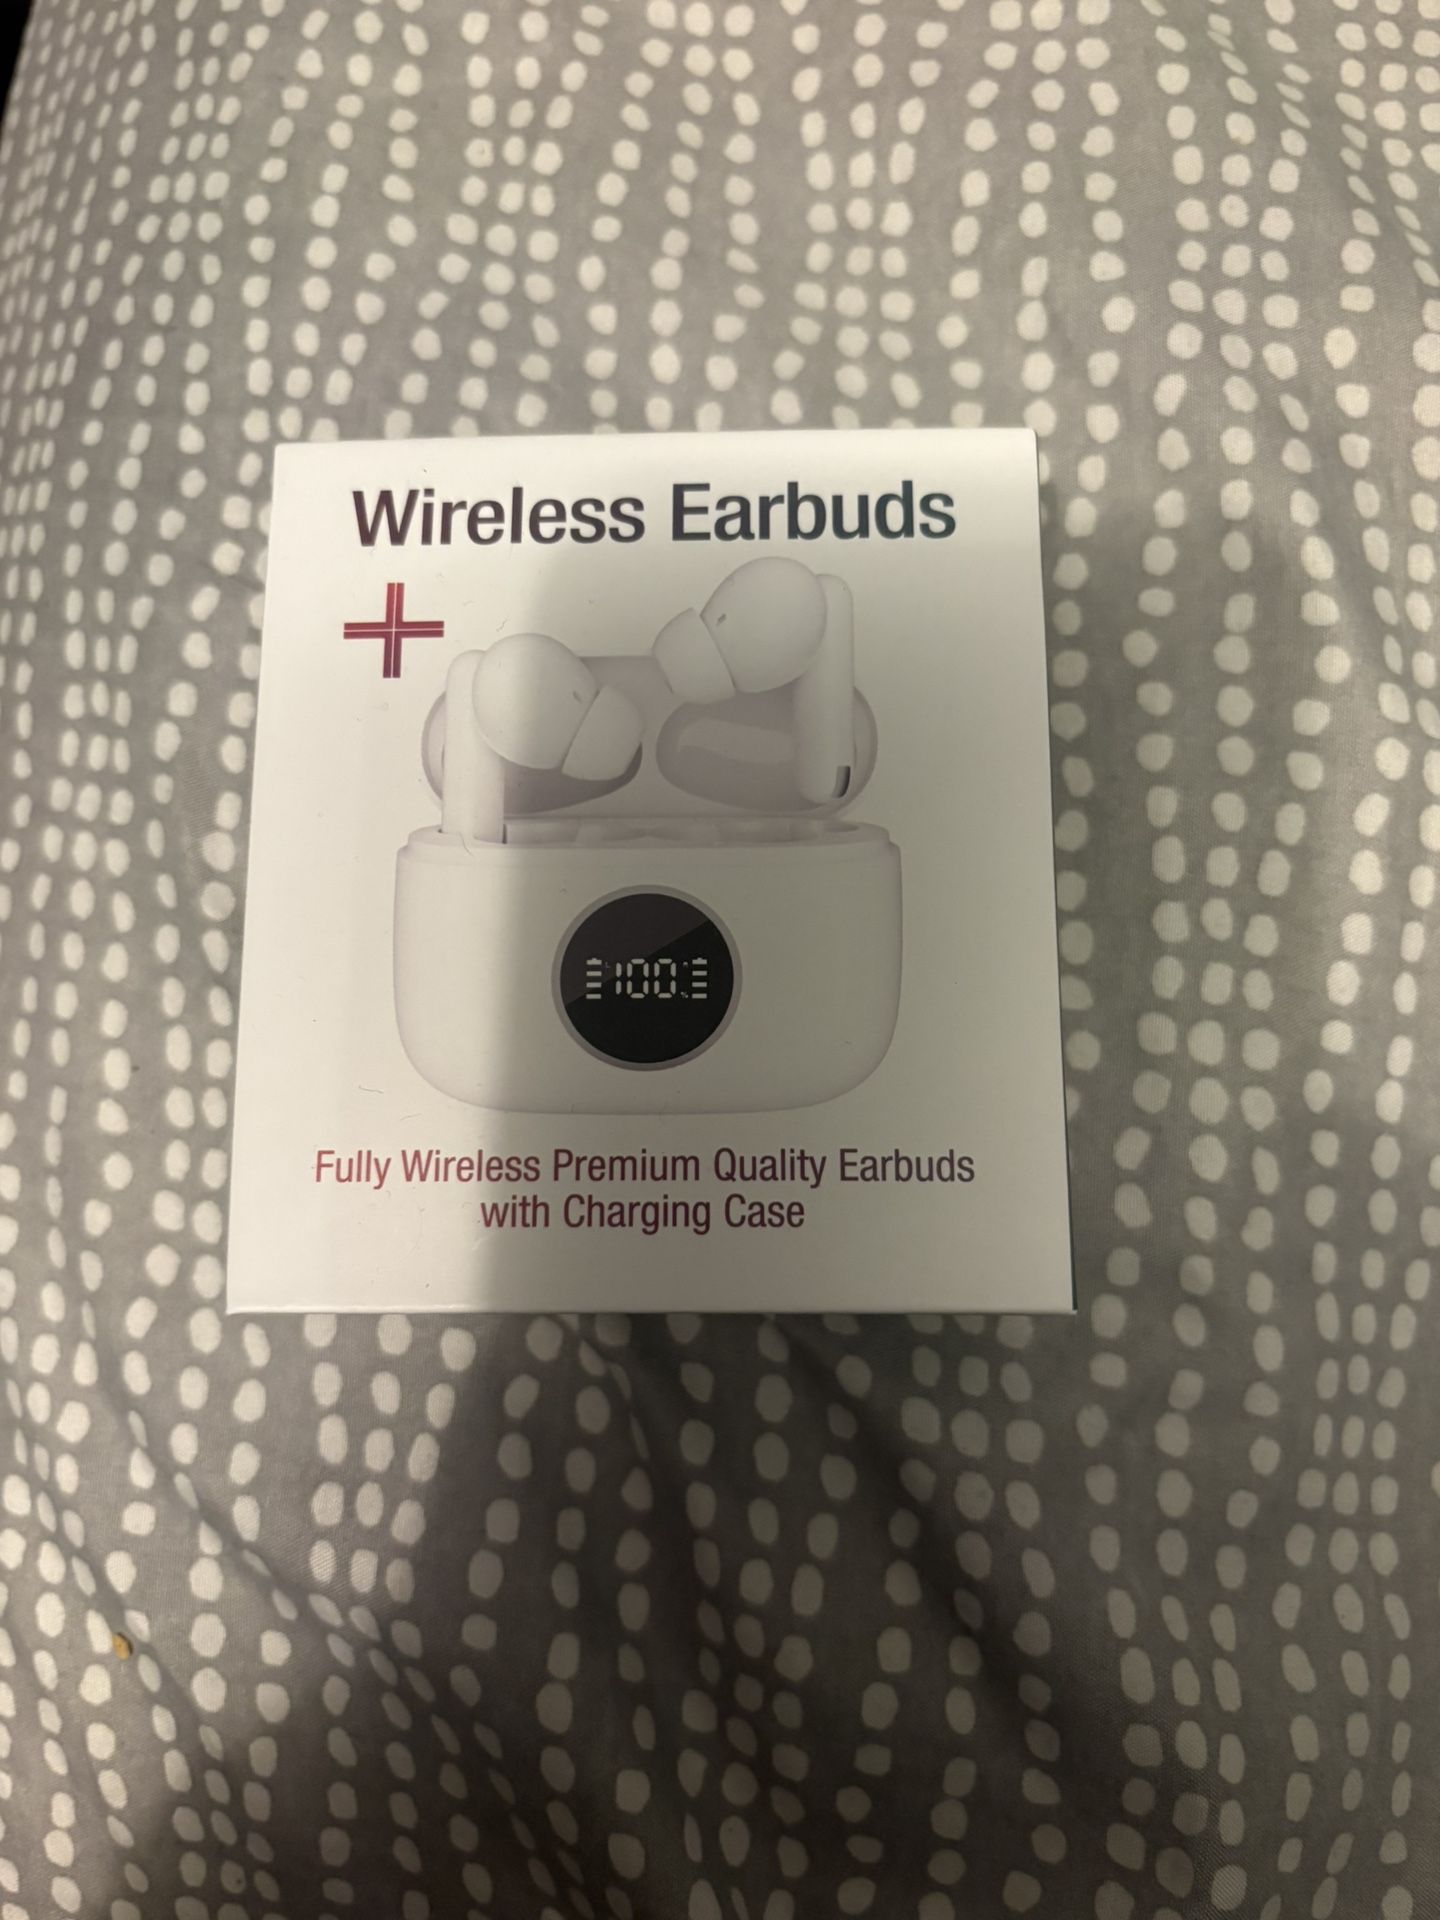 Wireless Earbuds
100%
Fully Wireless Premium Quality Earbuds
with Charging Case